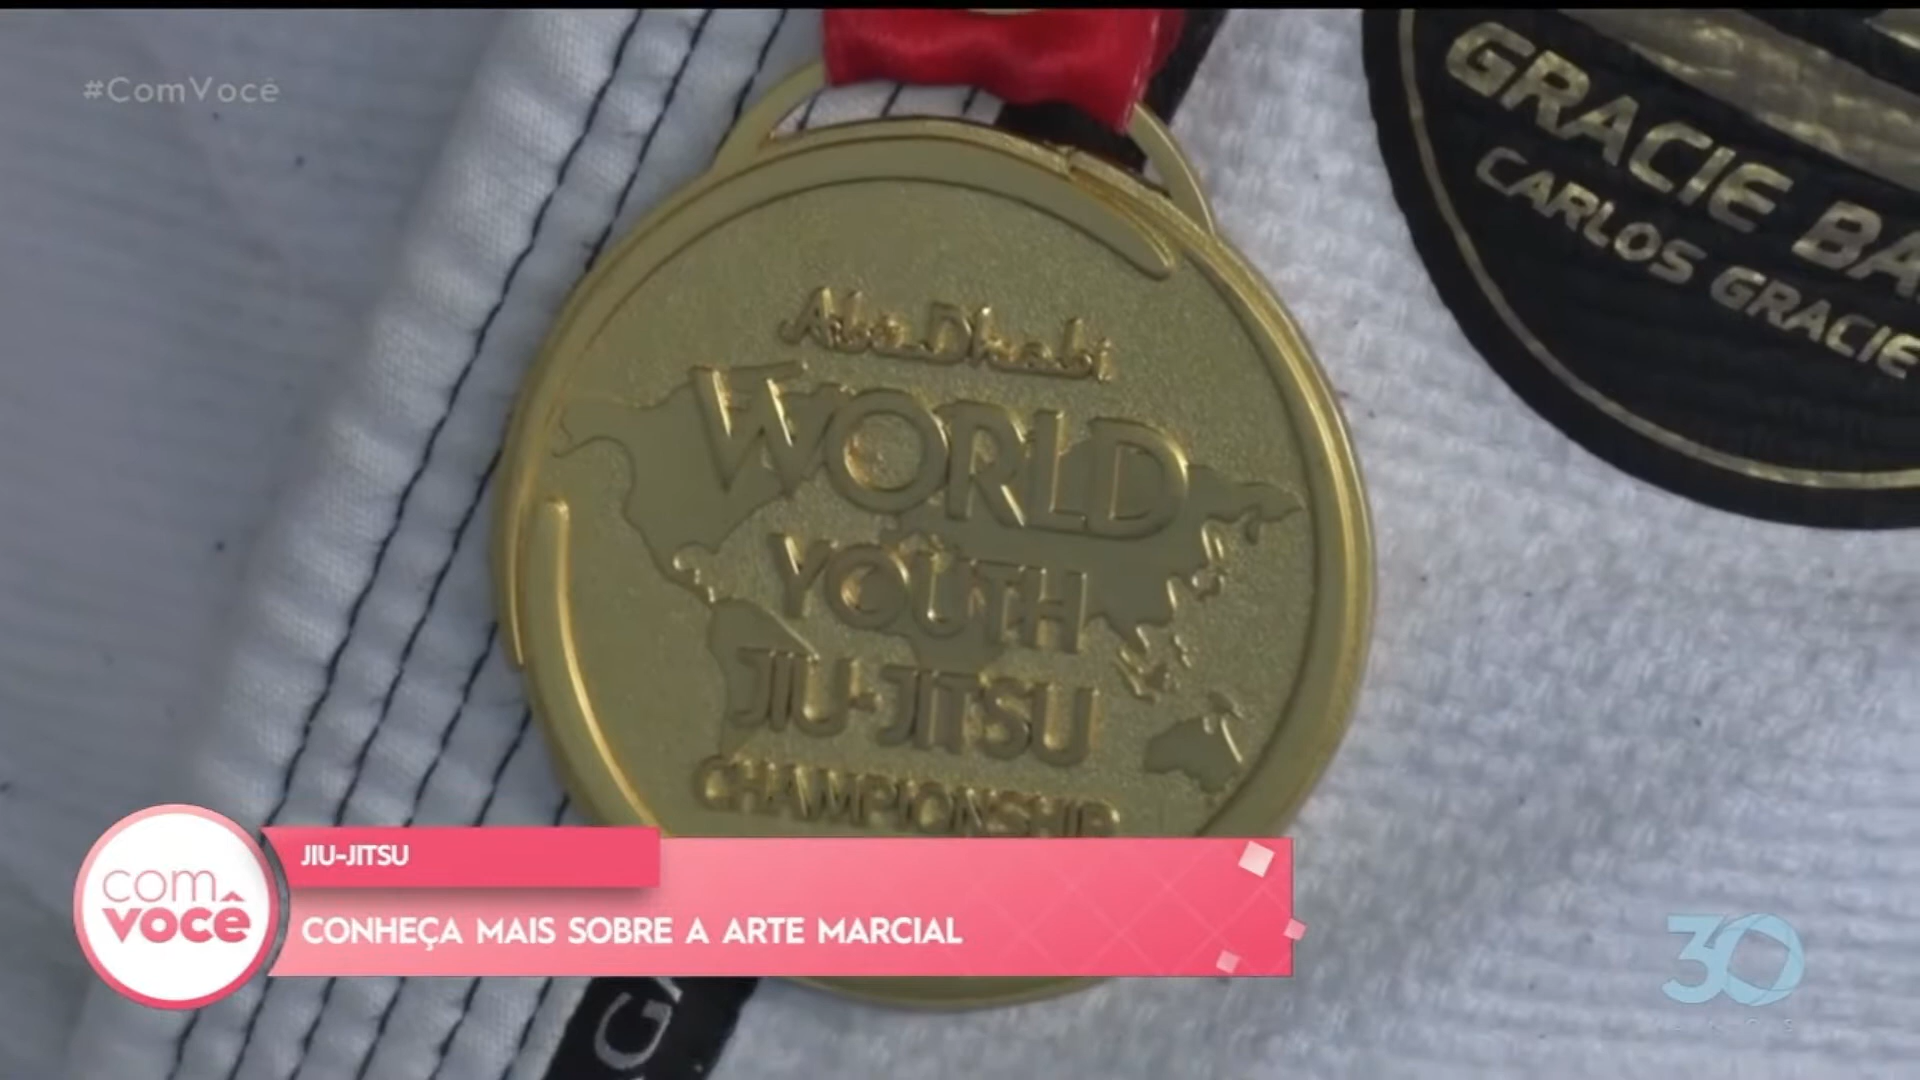 #ComVocê
GRACIE BA
CARLOS GRACIE
Abu Dhabi
WORLD
YOUTH
JIU-JITSU
CHAMPIONSHIP
JIU-JITSU
com
você
CONHEÇA MAIS SOBRE A ARTE MARCIAL
30
ANOS